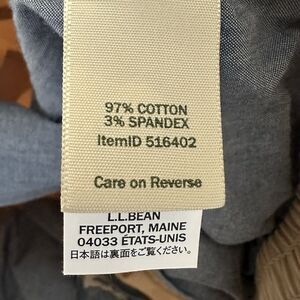 97% COTTON
3% SPANDEX
ItemID 516402
Care on Reverse
L.L.BEAN
FREEPORT, MAINE
04033 ÉTATS-UNIS
日本語は裏面をご覧ください。